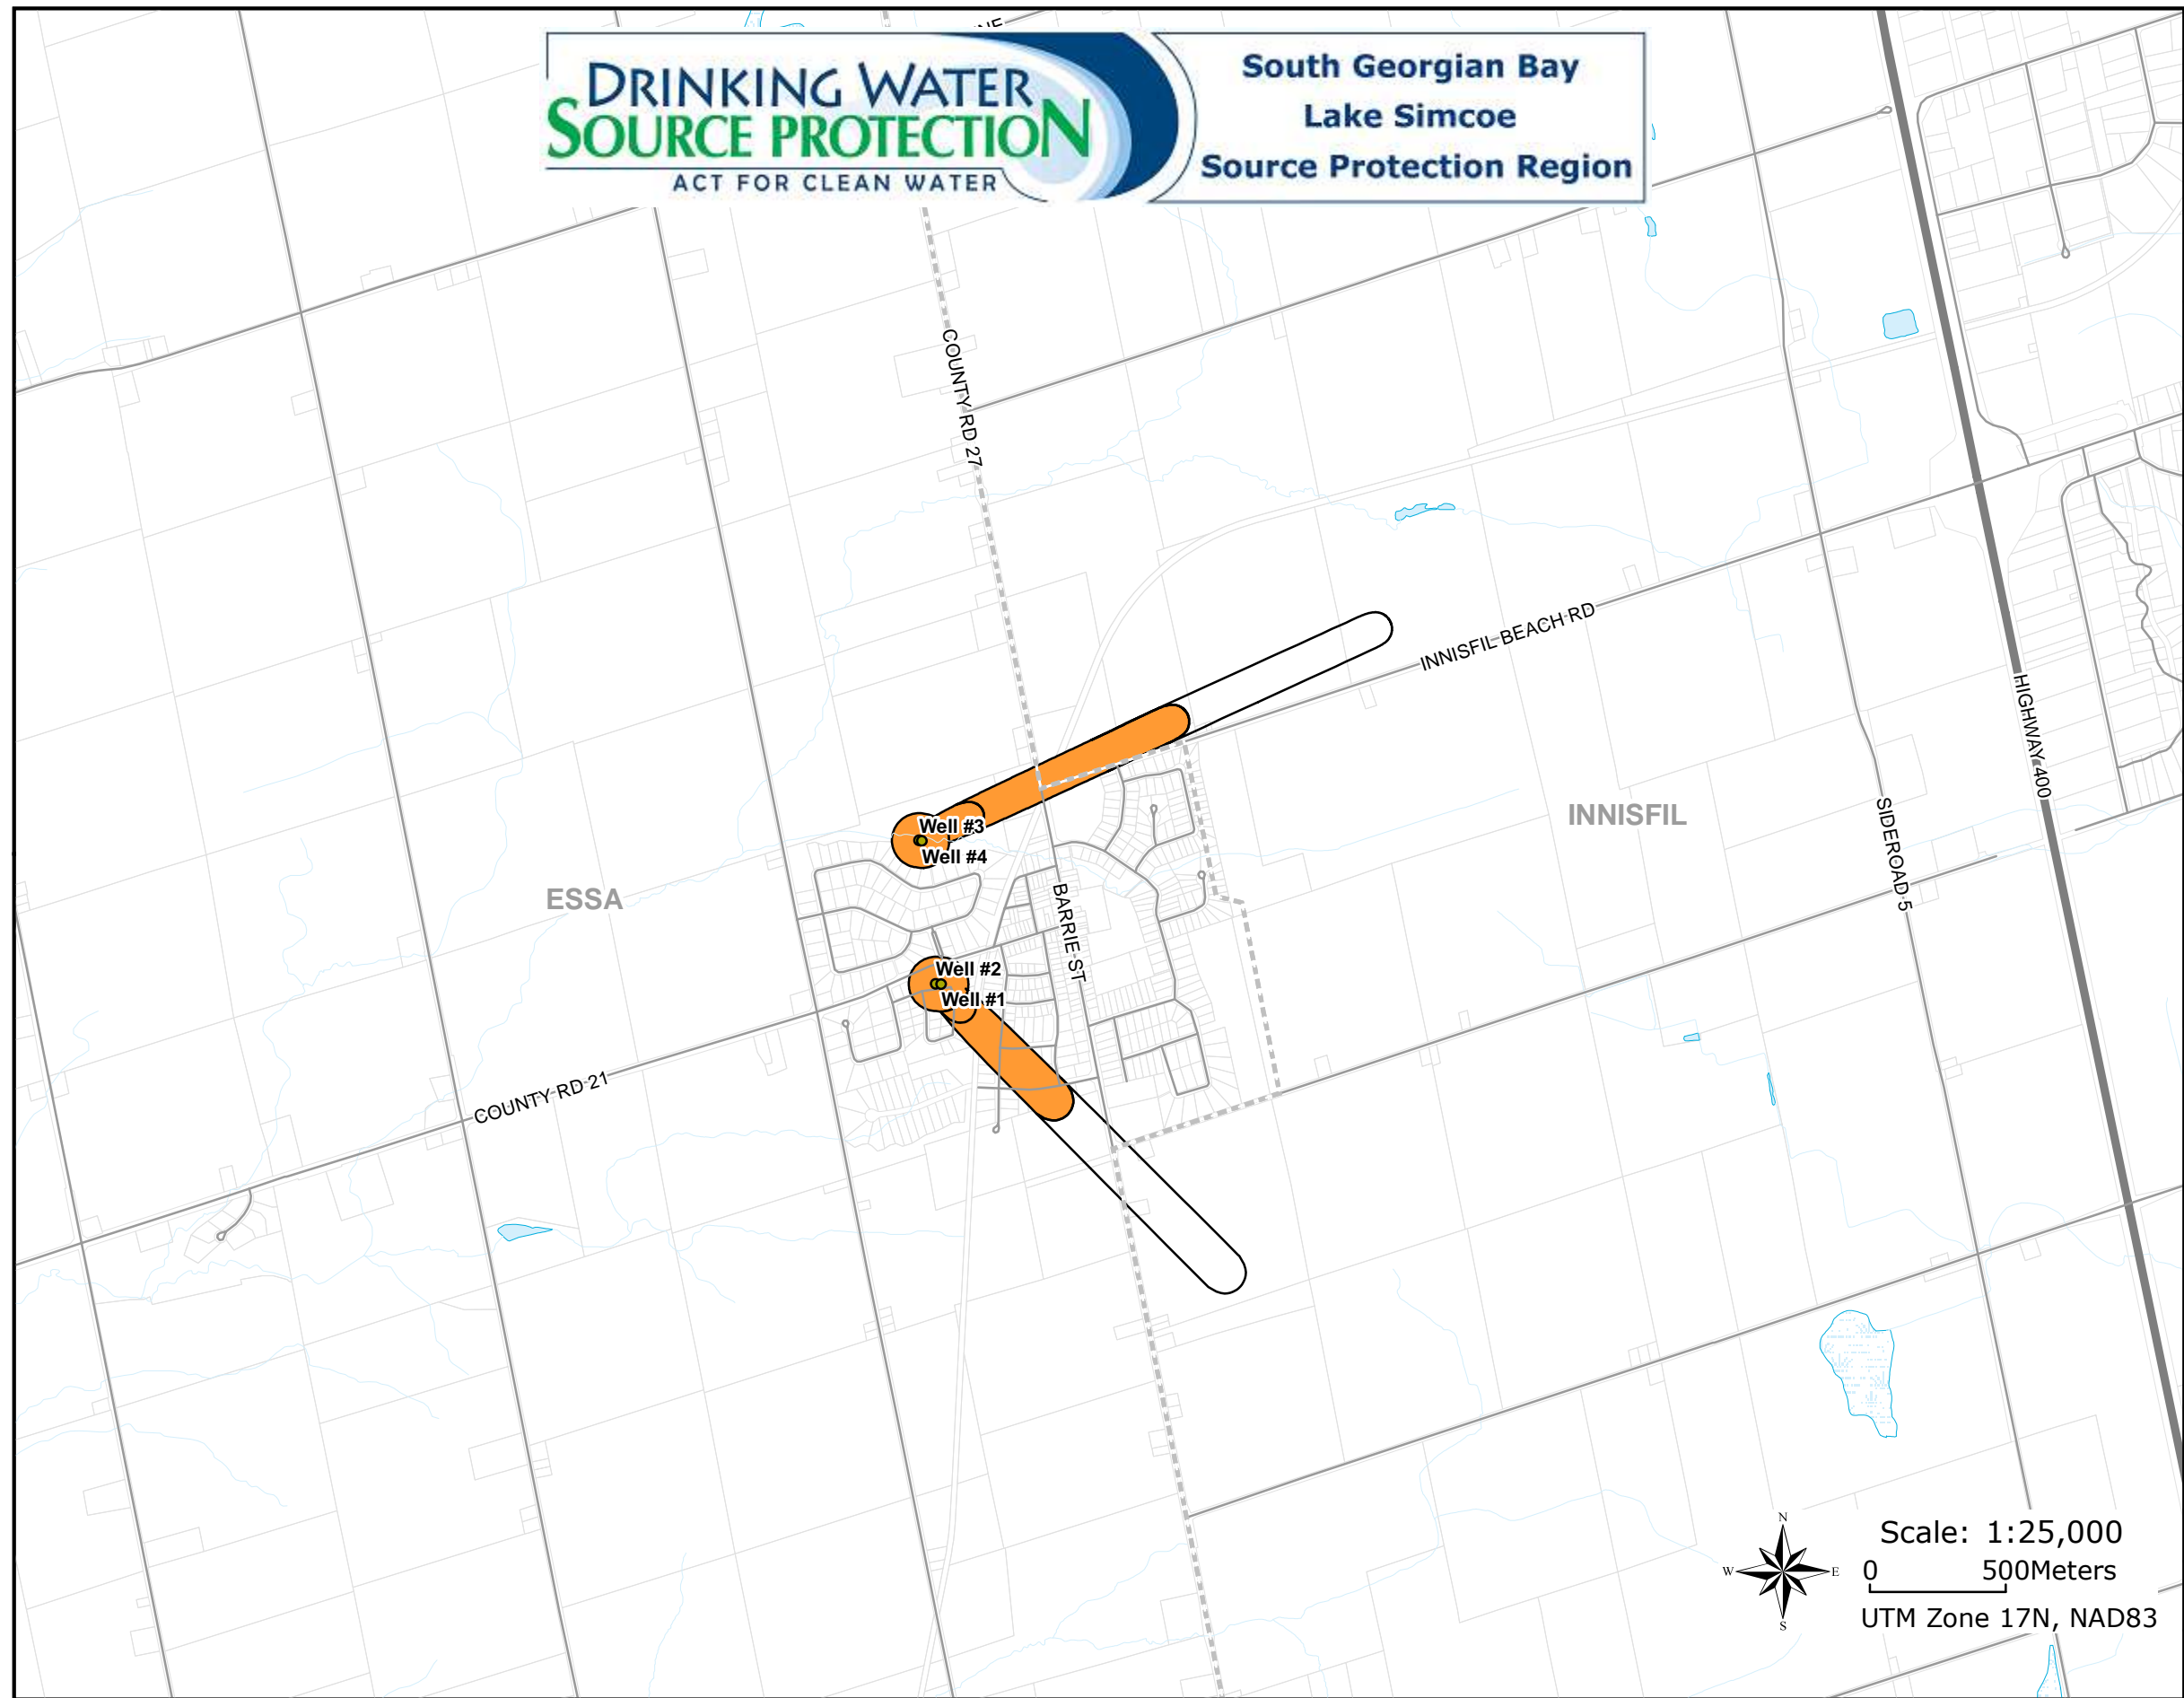 DRINKING WATER
SOURCE PROTECTION
ACT FOR CLEAN WATER
South Georgian Bay
Lake Simcoe
Source Protection Region
COUNTY RD 27
INNISFIL BEACH RD
HIGHWAY 400
INNISFIL
SIDEROAD 5
Well #3
Well #4
ESSA
BARRIE ST
Well #2
Well #1
COUNTY RD 21
N
W
E
S
Scale: 1:25,000
0 500Meters
UTM Zone 17N, NAD83